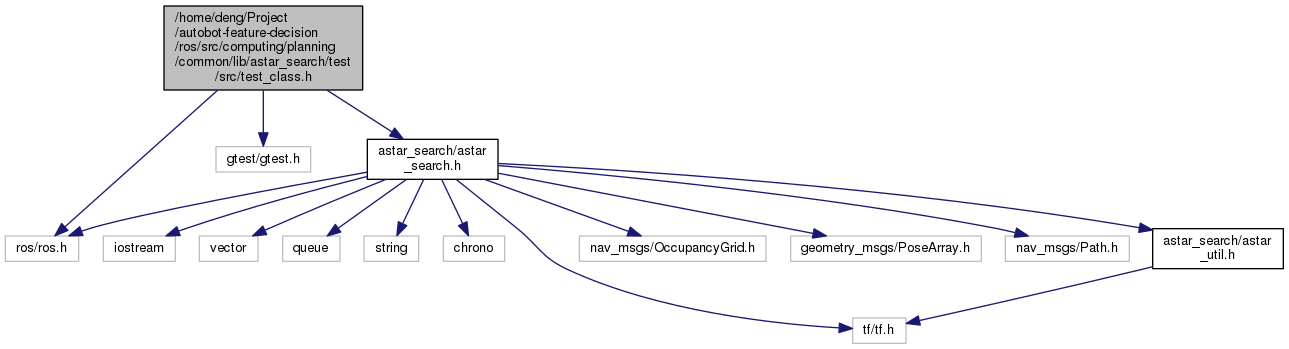 /home/deng/Project
/autobot-feature-decision
/ros/src/computing/planning
/common/lib/astar_search/test
/src/test_class.h
gtest/gtest.h
astar_search/astar
_search.h
ros/ros.h
iostream
vector
queue
string
chrono
nav_msgs/OccupancyGrid.h
geometry_msgs/PoseArray.h
nav_msgs/Path.h
astar_search/astar
_util.h
tf/tf.h